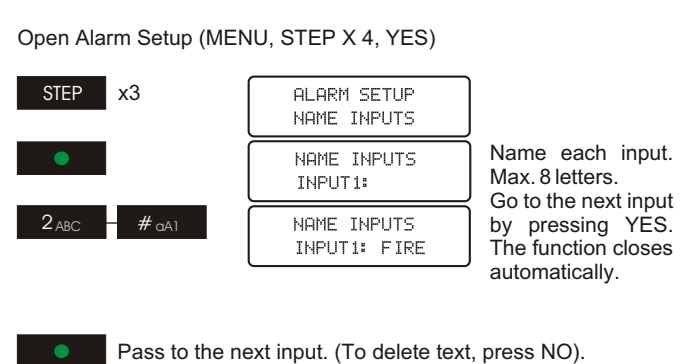 Open Alarm Setup (MENU, STEP X 4, YES)
STEP x3
ALARM SETUP
NAME INPUTS
NAME INPUTS
INPUT1:
Name each input.
Max. 8 letters.
Go to the next input
by pressing YES.
The function closes
automatically.
2 ABC # aA1
NAME INPUTS
INPUT1: FIRE
Pass to the next input. (To delete text, press NO).